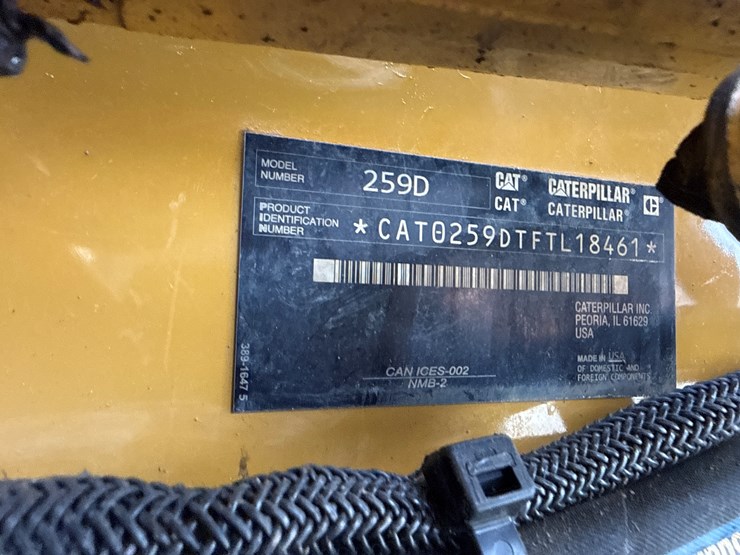 MODEL
NUMBER
259D
CAT® CATERPILLAR®
CAT® CATERPILLAR®
PRODUCT
IDENTIFICATION
NUMBER
*CAT0259DTFTL18461*
CATERPILLAR INC.
PEORIA, IL 61629
USA
389-1647 5
CAN ICES-002
NMB-2
MADE IN USA
OF DOMESTIC AND
FOREIGN COMPONENTS